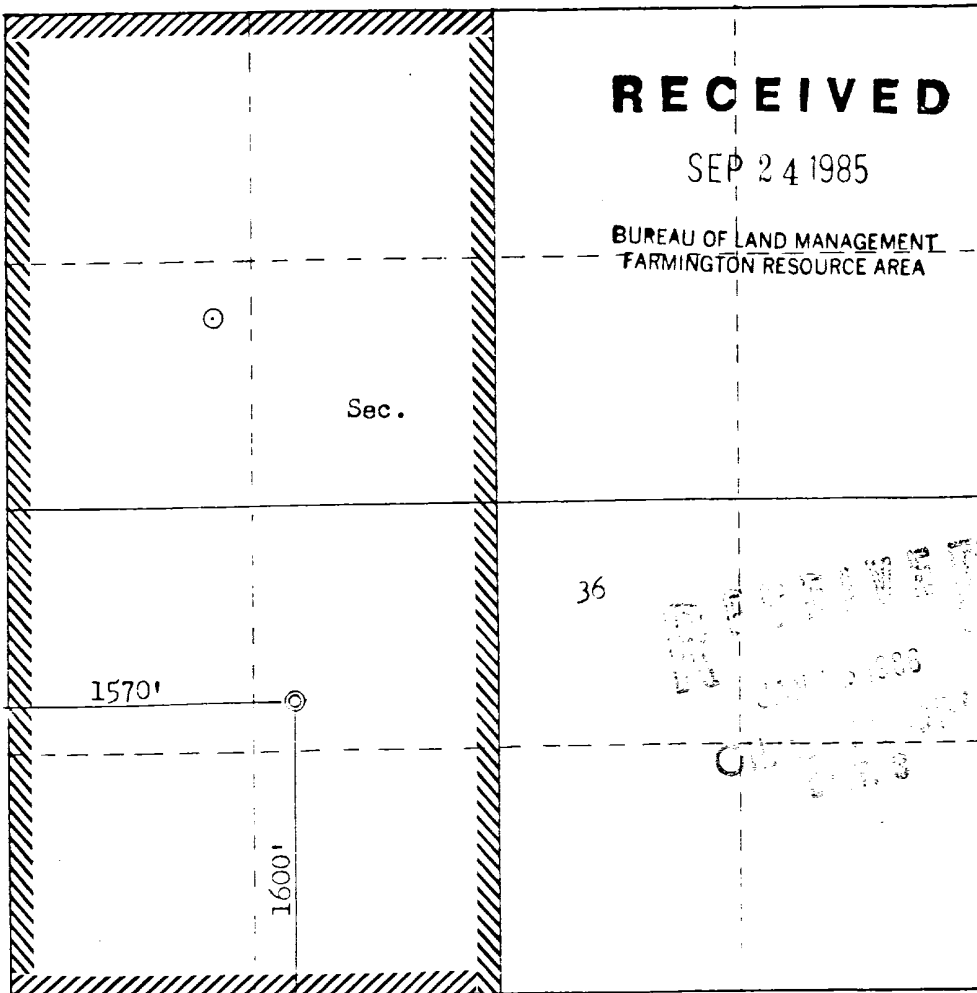 RECEIVED
SEP 24 1985
BUREAU OF LAND MANAGEMENT
FARMINGTON RESOURCE AREA
Sec.
36
1570'
1600'